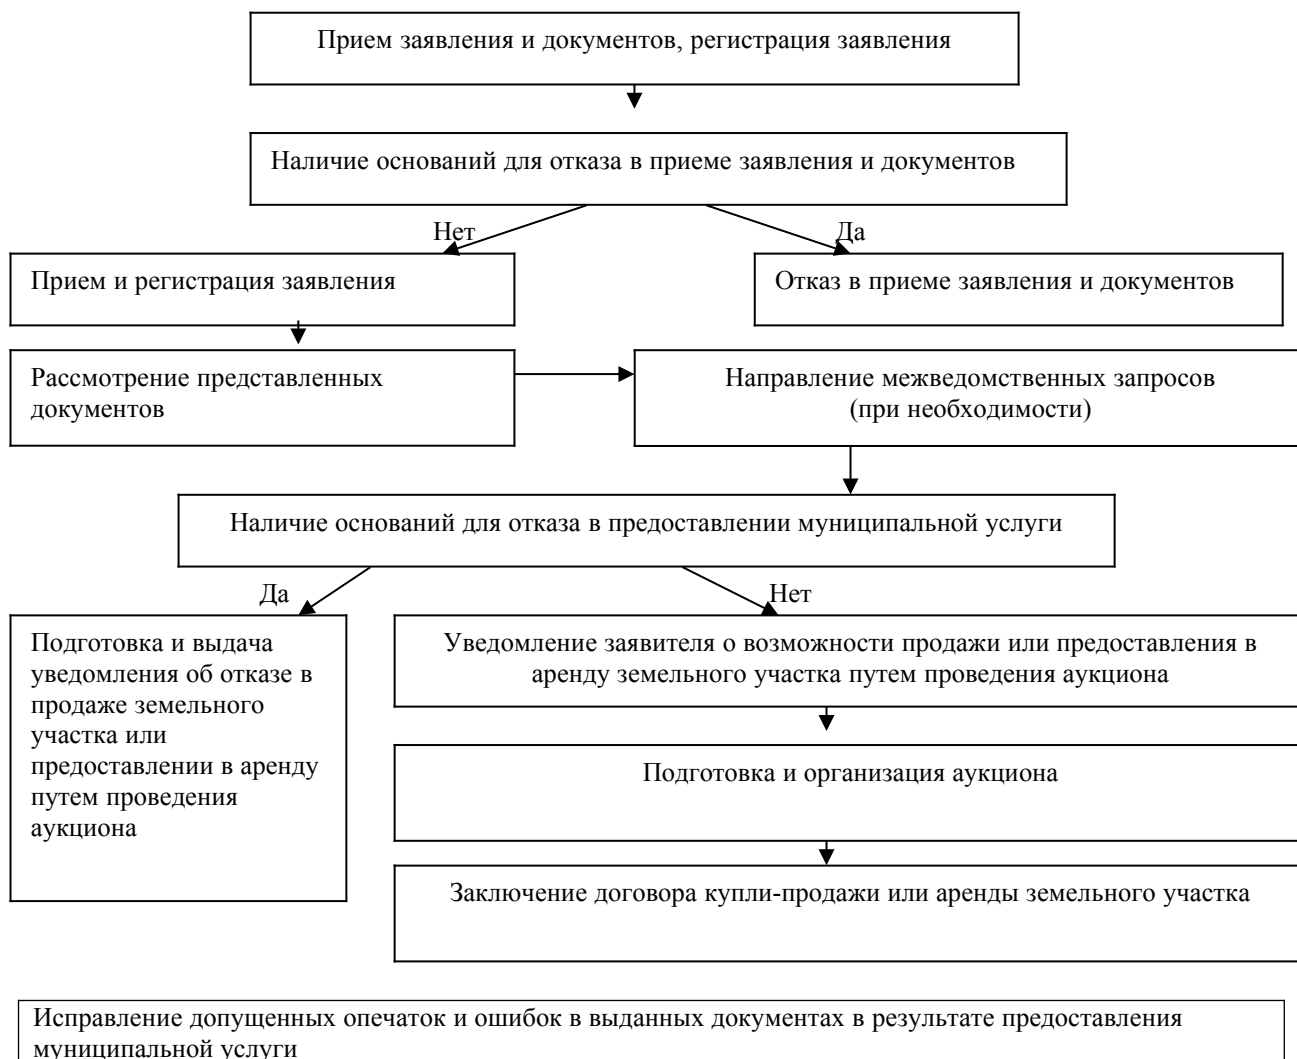 Прием заявления и документов, регистрация заявления
Наличие оснований для отказа в приеме заявления и документов
Нет
Да
Прием и регистрация заявления
Отказ в приеме заявления и документов
Рассмотрение представленных
документов
Направление межведомственных запросов
(при необходимости)
Наличие оснований для отказа в предоставлении муниципальной услуги
Да
Нет
Подготовка и выдача
уведомления об отказе в
продаже земельного
участка или
предоставлении в аренду
путем проведения
аукциона
Уведомление заявителя о возможности продажи или предоставления в
аренду земельного участка путем проведения аукциона
Подготовка и организация аукциона
Заключение договора купли-продажи или аренды земельного участка
Исправление допущенных опечаток и ошибок в выданных документах в результате предоставления
муниципальной услуги